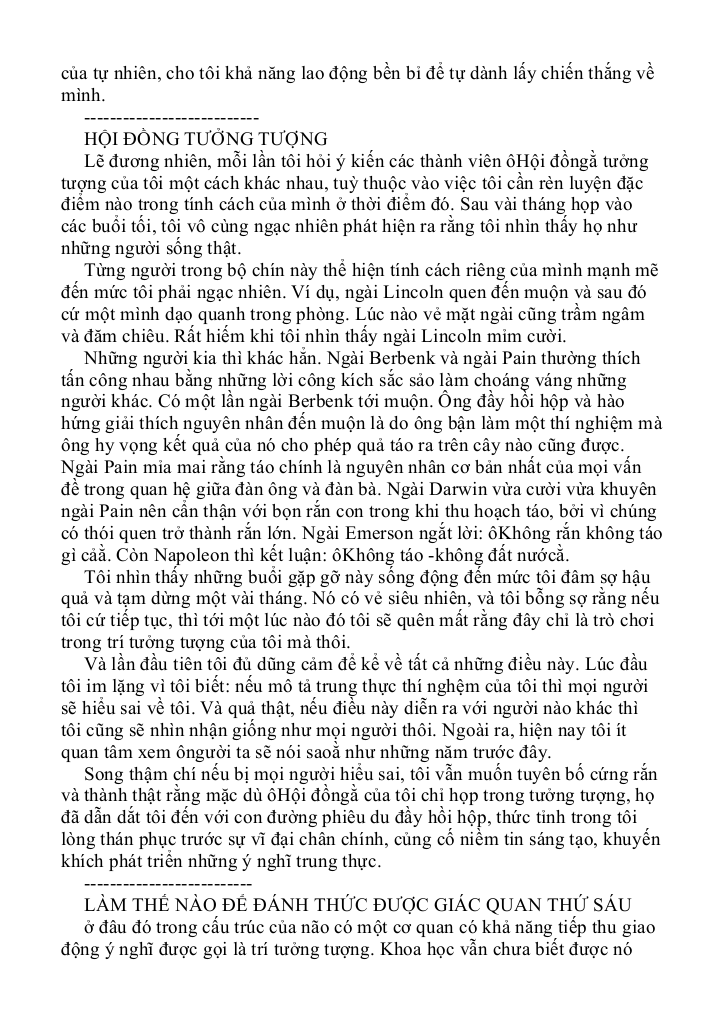 của tự nhiên, cho tôi khả năng lao động bền bỉ để tự dành lấy chiến thắng về
mình.
---------------------------
HỘI ĐỒNG TƯỞNG TƯỢNG
Lẽ đương nhiên, mỗi lần tôi hỏi ý kiến các thành viên ôHội đồngằ tưởng
tượng của tôi một cách khác nhau, tuỳ thuộc vào việc tôi cần rèn luyện đặc
điểm nào trong tính cách của mình ở thời điểm đó. Sau vài tháng họp vào
các buổi tối, tôi vô cùng ngạc nhiên phát hiện ra rằng tôi nhìn thấy họ như
những người sống thật.
Từng người trong bộ chín này thể hiện tính cách riêng của mình mạnh mẽ
đến mức tôi phải ngạc nhiên. Ví dụ, ngài Lincoln quen đến muộn và sau đó
cứ một mình dạo quanh trong phòng. Lúc nào vẻ mặt ngài cũng trầm ngâm
và đăm chiêu. Rất hiếm khi tôi nhìn thấy ngài Lincoln mỉm cười.
Những người kia thì khác hẳn. Ngài Berbenk và ngài Pain thường thích
tấn công nhau bằng những lời công kích sắc sảo làm choáng váng những
người khác. Có một lần ngài Berbenk tới muộn. Ông đầy hồi hộp và hào
hứng giải thích nguyên nhân đến muộn là do ông bận làm một thí nghiệm mà
ông hy vọng kết quả của nó cho phép quả táo ra trên cây nào cũng được.
Ngài Pain mỉa mai rằng táo chính là nguyên nhân cơ bản nhất của mọi vấn
đề trong quan hệ giữa đàn ông và đàn bà. Ngài Darwin vừa cười vừa khuyên
ngài Pain nên cẩn thận với bọn rắn con trong khi thu hoạch táo, bởi vì chúng
có thói quen trở thành rắn lớn. Ngài Emerson ngắt lời: ôKhông rắn không táo
gì cảằ. Còn Napoleon thì kết luận: ôKhông táo -không đất nướcằ.
Tôi nhìn thấy những buổi gặp gỡ này sống động đến mức tôi đâm sợ hậu
quả và tạm dừng một vài tháng. Nó có vẻ siêu nhiên, và tôi bỗng sợ rằng nếu
tôi cứ tiếp tục, thì tới một lúc nào đó tôi sẽ quên mất rằng đây chỉ là trò chơi
trong trí tưởng tượng của tôi mà thôi.
Và lần đầu tiên tôi đủ dũng cảm để kể về tất cả những điều này. Lúc đầu
tôi im lặng vì tôi biết: nếu mô tả trung thực thí nghệm của tôi thì mọi người
sẽ hiểu sai về tôi. Và quả thật, nếu điều này diễn ra với người nào khác thì
tôi cũng sẽ nhìn nhận giống như mọi người thôi. Ngoài ra, hiện nay tôi ít
quan tâm xem ôngười ta sẽ nói saoằ như những năm trước đây.
Song thậm chí nếu bị mọi người hiểu sai, tôi vẫn muốn tuyên bố cứng rắn
và thành thật rằng mặc dù ôHội đồngằ của tôi chỉ họp trong tưởng tượng, họ
đã dẫn dắt tôi đến với con đường phiêu du đầy hồi hộp, thức tỉnh trong tôi
lòng thán phục trước sự vĩ đại chân chính, củng cố niềm tin sáng tạo, khuyến
khích phát triển những ý nghĩ trung thực.
--------------------------
LÀM THẾ NÀO ĐỂ ĐÁNH THỨC ĐƯỢC GIÁC QUAN THỨ SÁU
ở đâu đó trong cấu trúc của não có một cơ quan có khả năng tiếp thu giao
động ý nghĩ được gọi là trí tưởng tượng. Khoa học vẫn chưa biết được nó